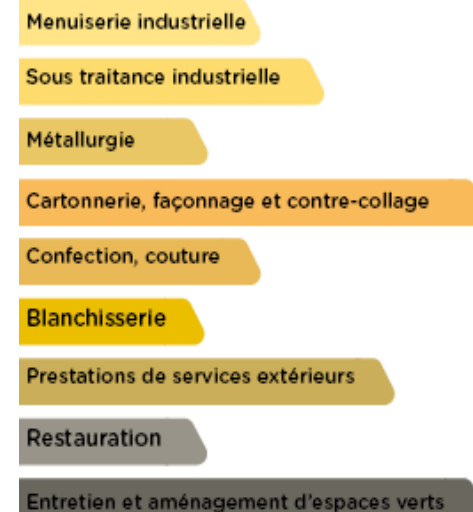 Menuiserie industrielle
Sous traitance industrielle
Métallurgie
Cartonnerie, façonnage et contre-collage
Confection, couture
Blanchisserie
Prestations de services extérieurs
Restauration
Entretien et aménagement d'espaces verts